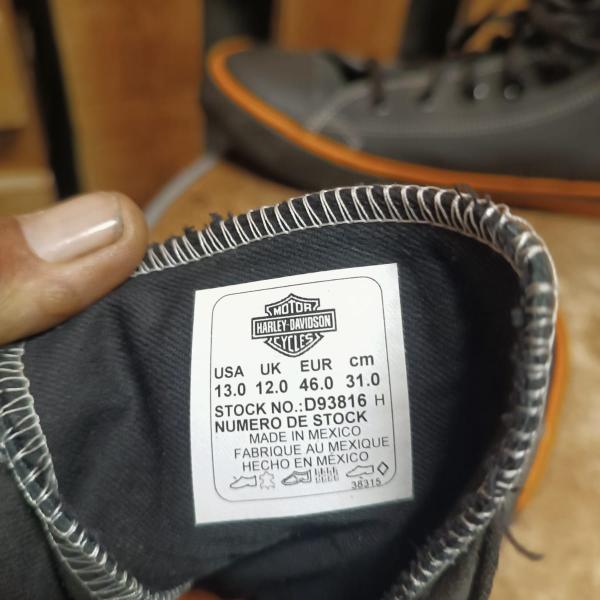 MOTOR
HARLEY-DAVIDSON
CYCLES
USA UK EUR cm
13.0 12.0 46.0 31.0
STOCK NO.:D93816 H
NUMERO DE STOCK
MADE IN MEXICO
FABRIQUE AU MEXIQUE
HECHO EN MÉXICO
38315